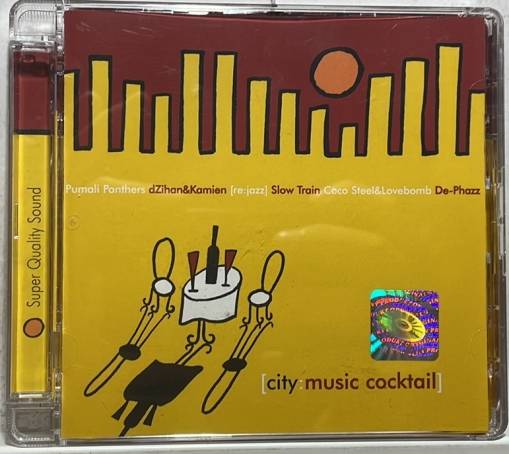 Super Quality Sound
Pumali Panthers dZihan&Kamien [re:jazz] Slow Train Coco Steel&Lovebomb De-Phazz
[city:music cocktail]